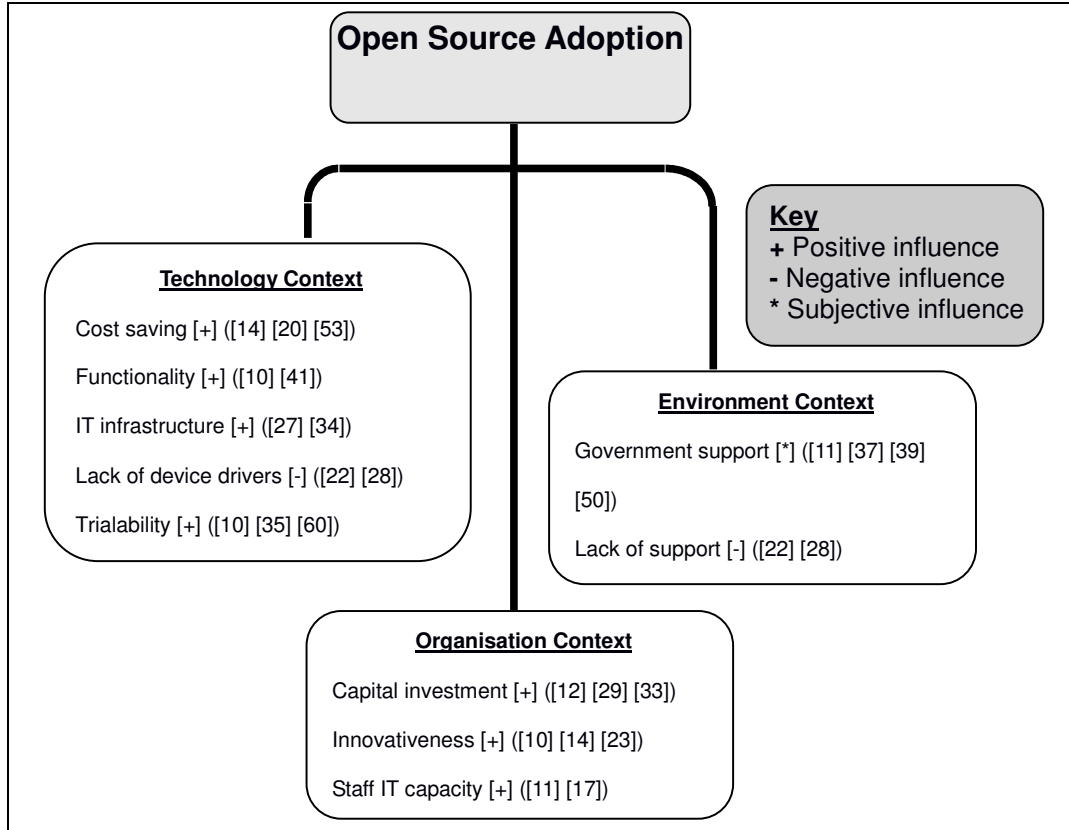 Open Source Adoption
Key
+ Positive influence
- Negative influence
* Subjective influence
Technology Context
Cost saving [+] ([14] [20] [53])
Functionality [+] ([10] [41])
IT infrastructure [+] ([27] [34])
Lack of device drivers [-] ([22] [28])
Trialability [+] ([10] [35] [60])
Environment Context
Government support [*] ([11] [37] [39]
[50])
Lack of support [-] ([22] [28])
Organisation Context
Capital investment [+] ([12] [29] [33])
Innovativeness [+] ([10] [14] [23])
Staff IT capacity [+] ([11] [17])